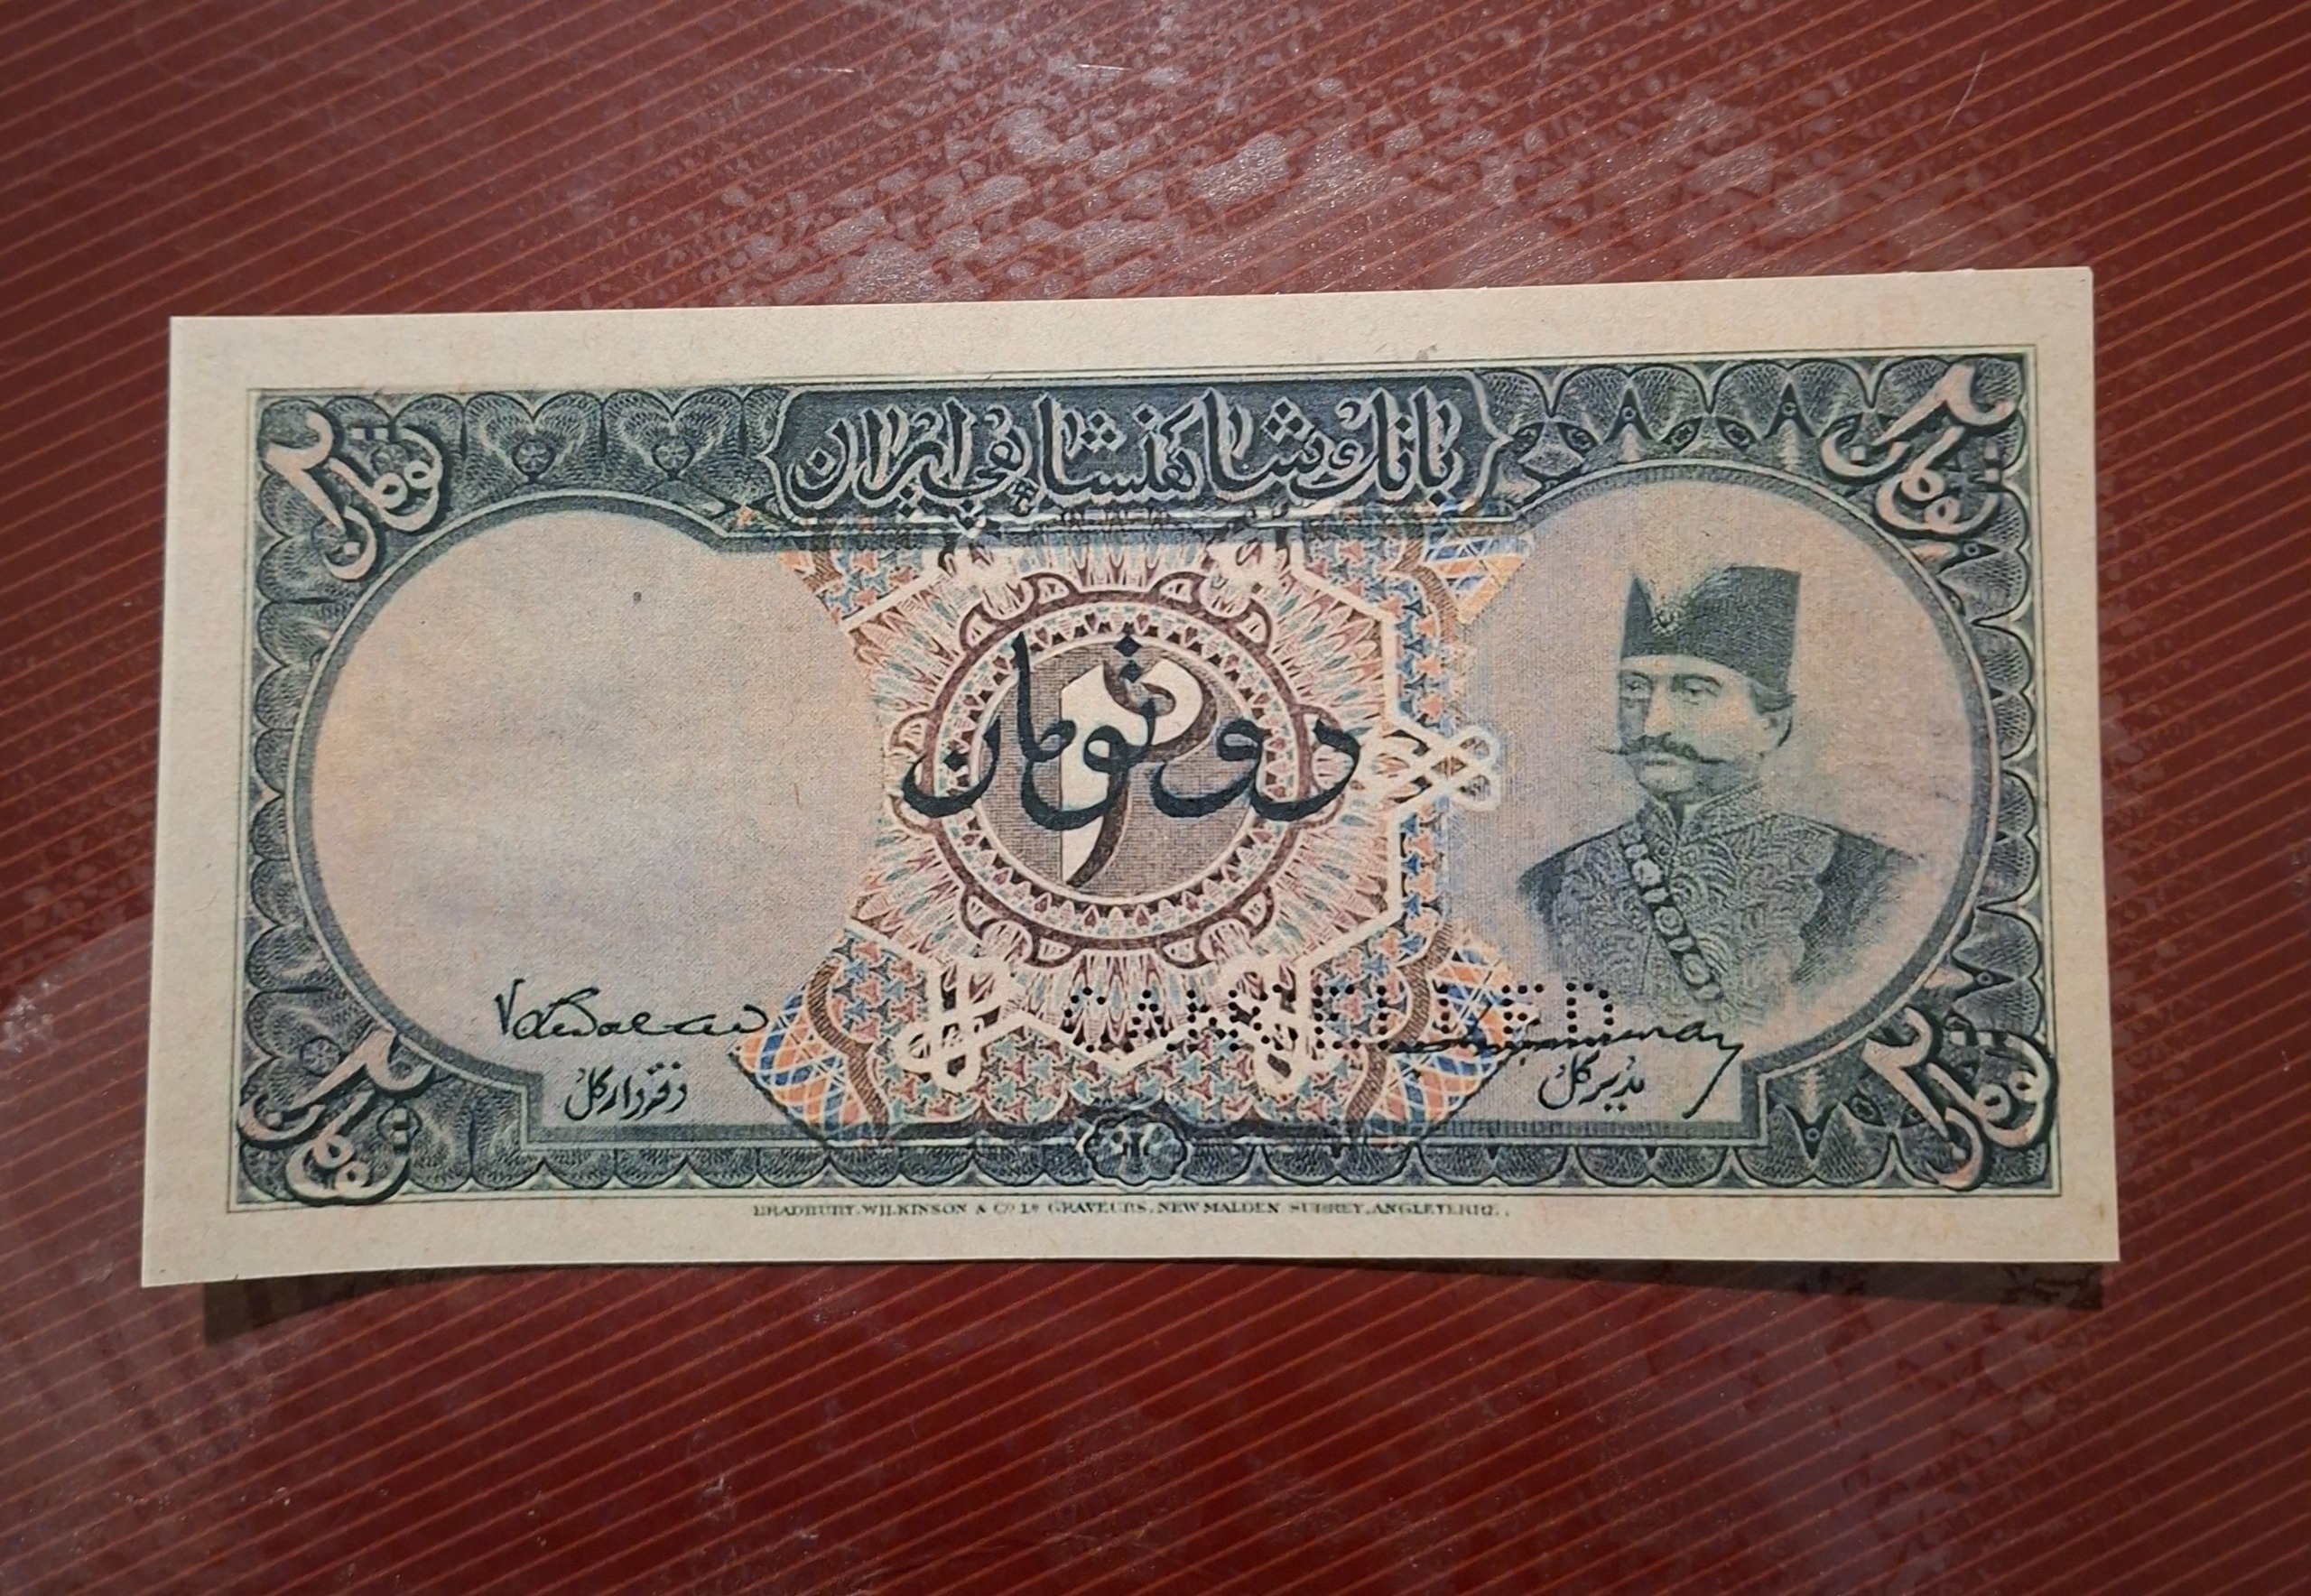 بانک شاهنشاهی ایران
۲ تومان
۲ تومان
دو تومان
CANCELLED
دفتردار کل
مدیر کل
۲ تومان
۲ تومان
BRADBURY, WILKINSON & Cº Lᵈ GRAVEURS, NEW MALDEN SURREY, ANGLETERRE.